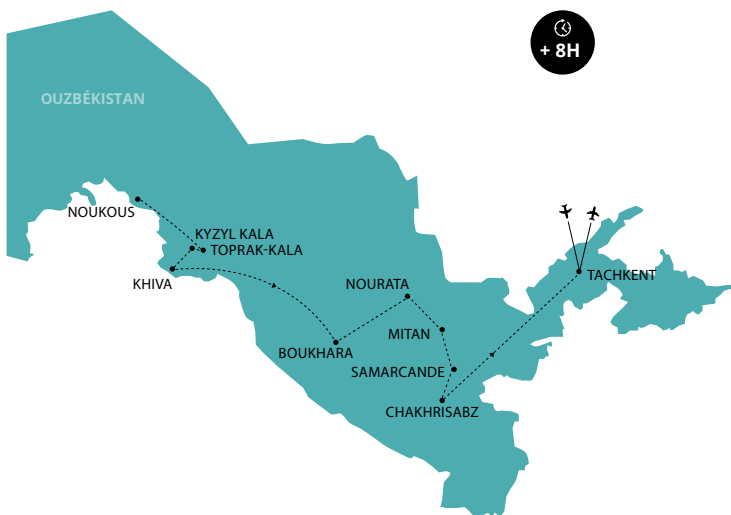 + 8H
OUZBÉKISTAN
NOUKOUS
KYZYL KALA
TOPRAK-KALA
KHIVA
NOURATA
TACHKENT
MITAN
BOUKHARA
SAMARCANDE
CHAKHRISABZ